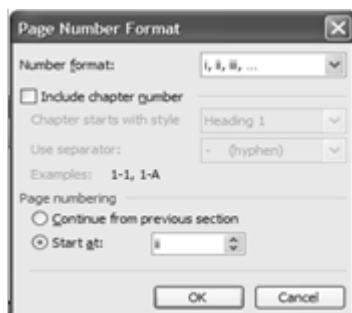 Page Number Format
Number format: i, ii, iii, ...
Include chapter number
Chapter starts with style Heading 1
Use separator: - (hyphen)
Examples: 1-1, 1-A
Page numbering
Continue from previous section
Start at: ii
OK Cancel